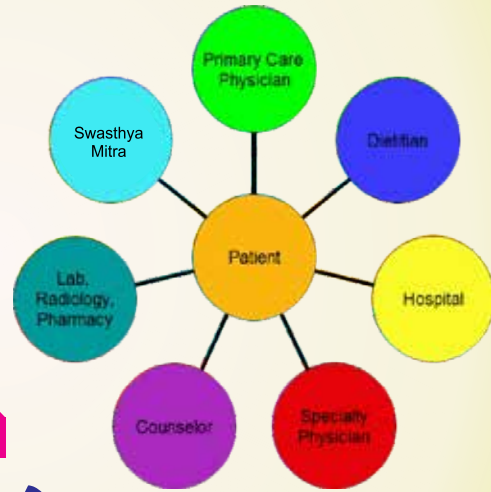 Primary Care
Physician
Swasthya
Mitra
Dietitian
Patient
Lab,
Radiology,
Pharmacy
Hospital
Counselor
Specialty
Physician